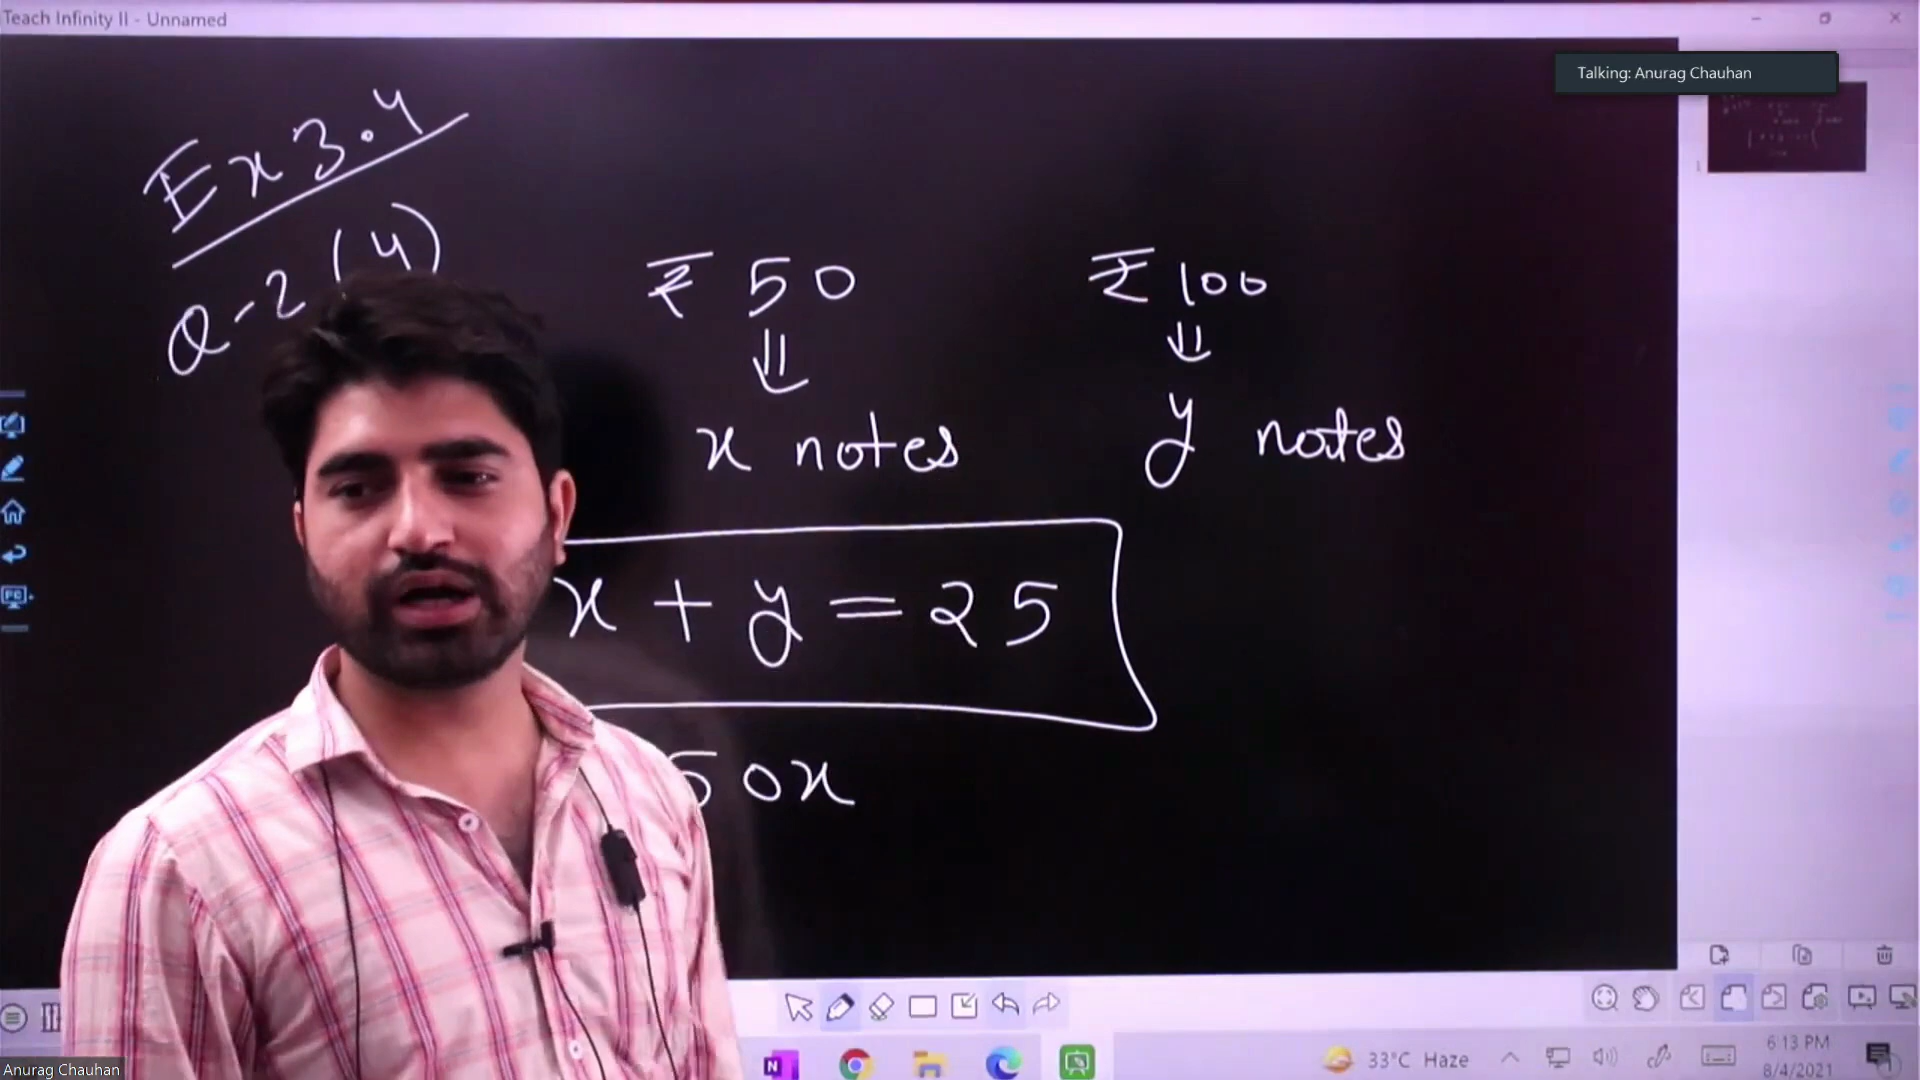 Teach Infinity II - Unnamed
Talking: Anurag Chauhan
Ex 3.4
Q-2 (4)
₹ 50
₹ 100
x notes
y notes
x + y = 25
50x
1
33°C Haze
6:13 PM
8/4/2021
Anurag Chauhan